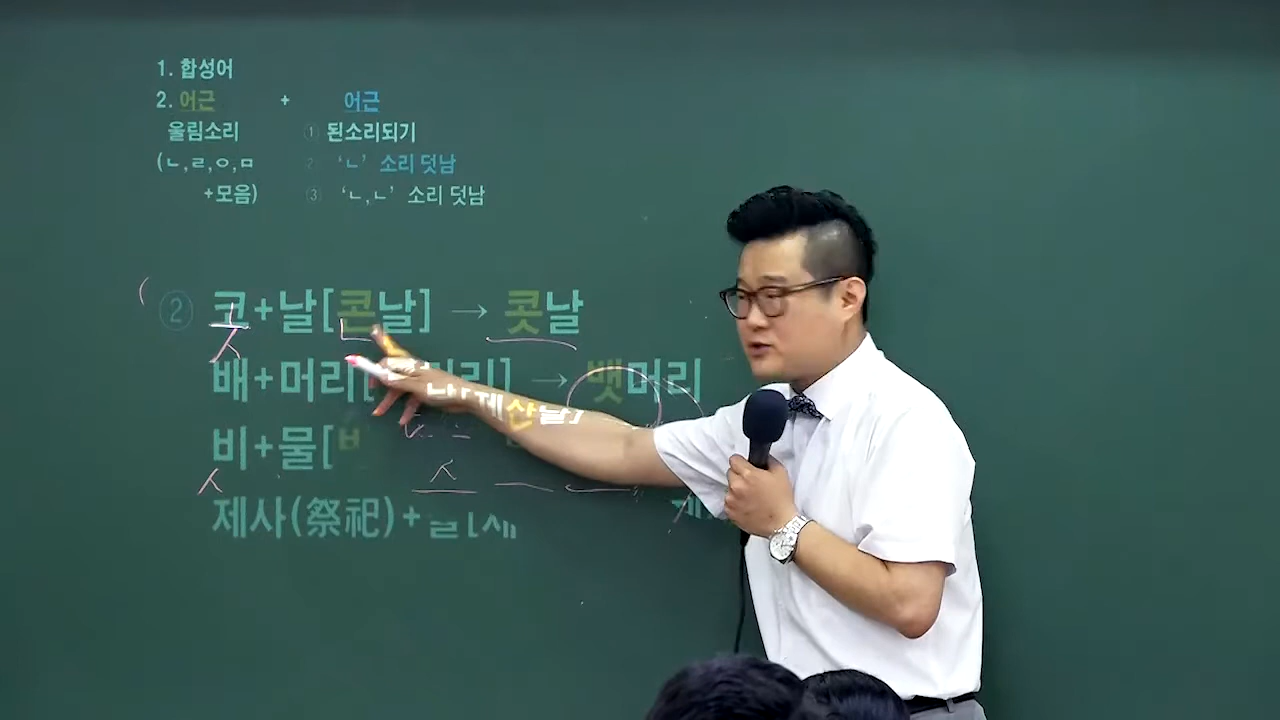 1. 합성어
2. 어근 + 어근
울림소리 ① 된소리되기
(ㄴ,ㄹ,ㅇ,ㅁ ② ‘ㄴ’ 소리 덧남
+모음) ③ ‘ㄴ,ㄴ’ 소리 덧남
② 코+날[콘날] → 콧날
배+머리[ 머리] → 뱃머리
비+물[
제사(祭祀)+